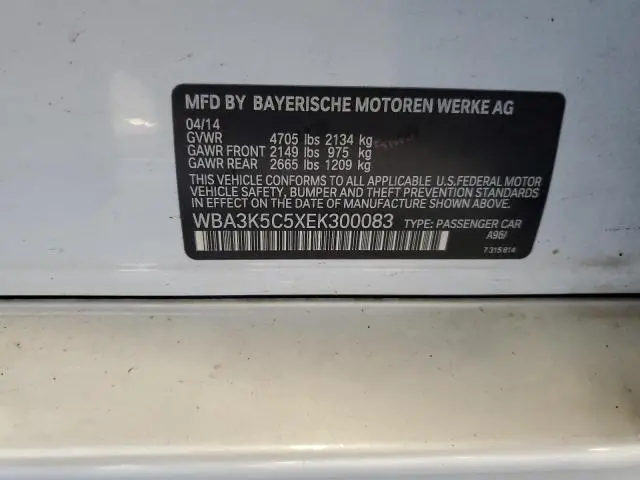 MFD BY BAYERISCHE MOTOREN WERKE AG
04/14
GVWR 4705 lbs 2134 kg
GAWR FRONT 2149 lbs 975 kg
GAWR REAR 2665 lbs 1209 kg
THIS VEHICLE CONFORMS TO ALL APPLICABLE U.S.FEDERAL MOTOR
VEHICLE SAFETY, BUMPER AND THEFT PREVENTION STANDARDS
IN EFFECT ON THE DATE OF MANUFACTURE SHOWN ABOVE.
WBA3K5C5XEK300083 TYPE: PASSENGER CAR
A96/
7315814